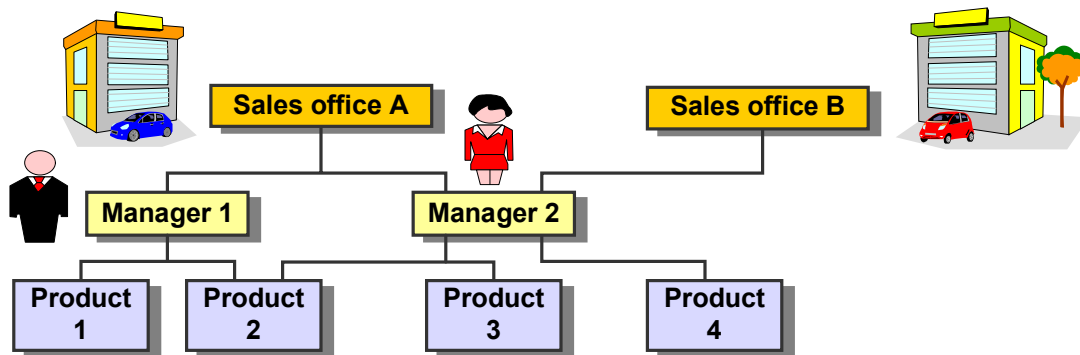 Sales office A
Sales office B
Manager 1
Manager 2
Product
1
Product
2
Product
3
Product
4